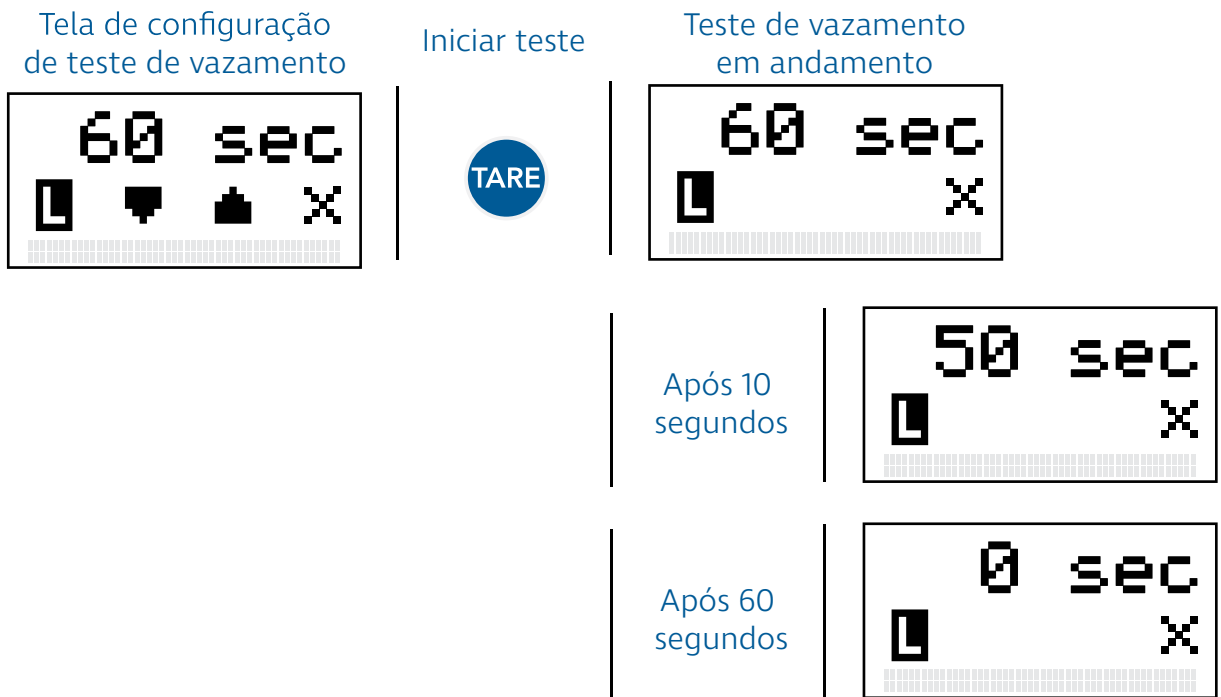 Tela de configuração
de teste de vazamento
60 sec
L X
Iniciar teste
TARE
Teste de vazamento
em andamento
60 sec
L X
Após 10
segundos
50 sec
L X
Após 60
segundos
0 sec
L X